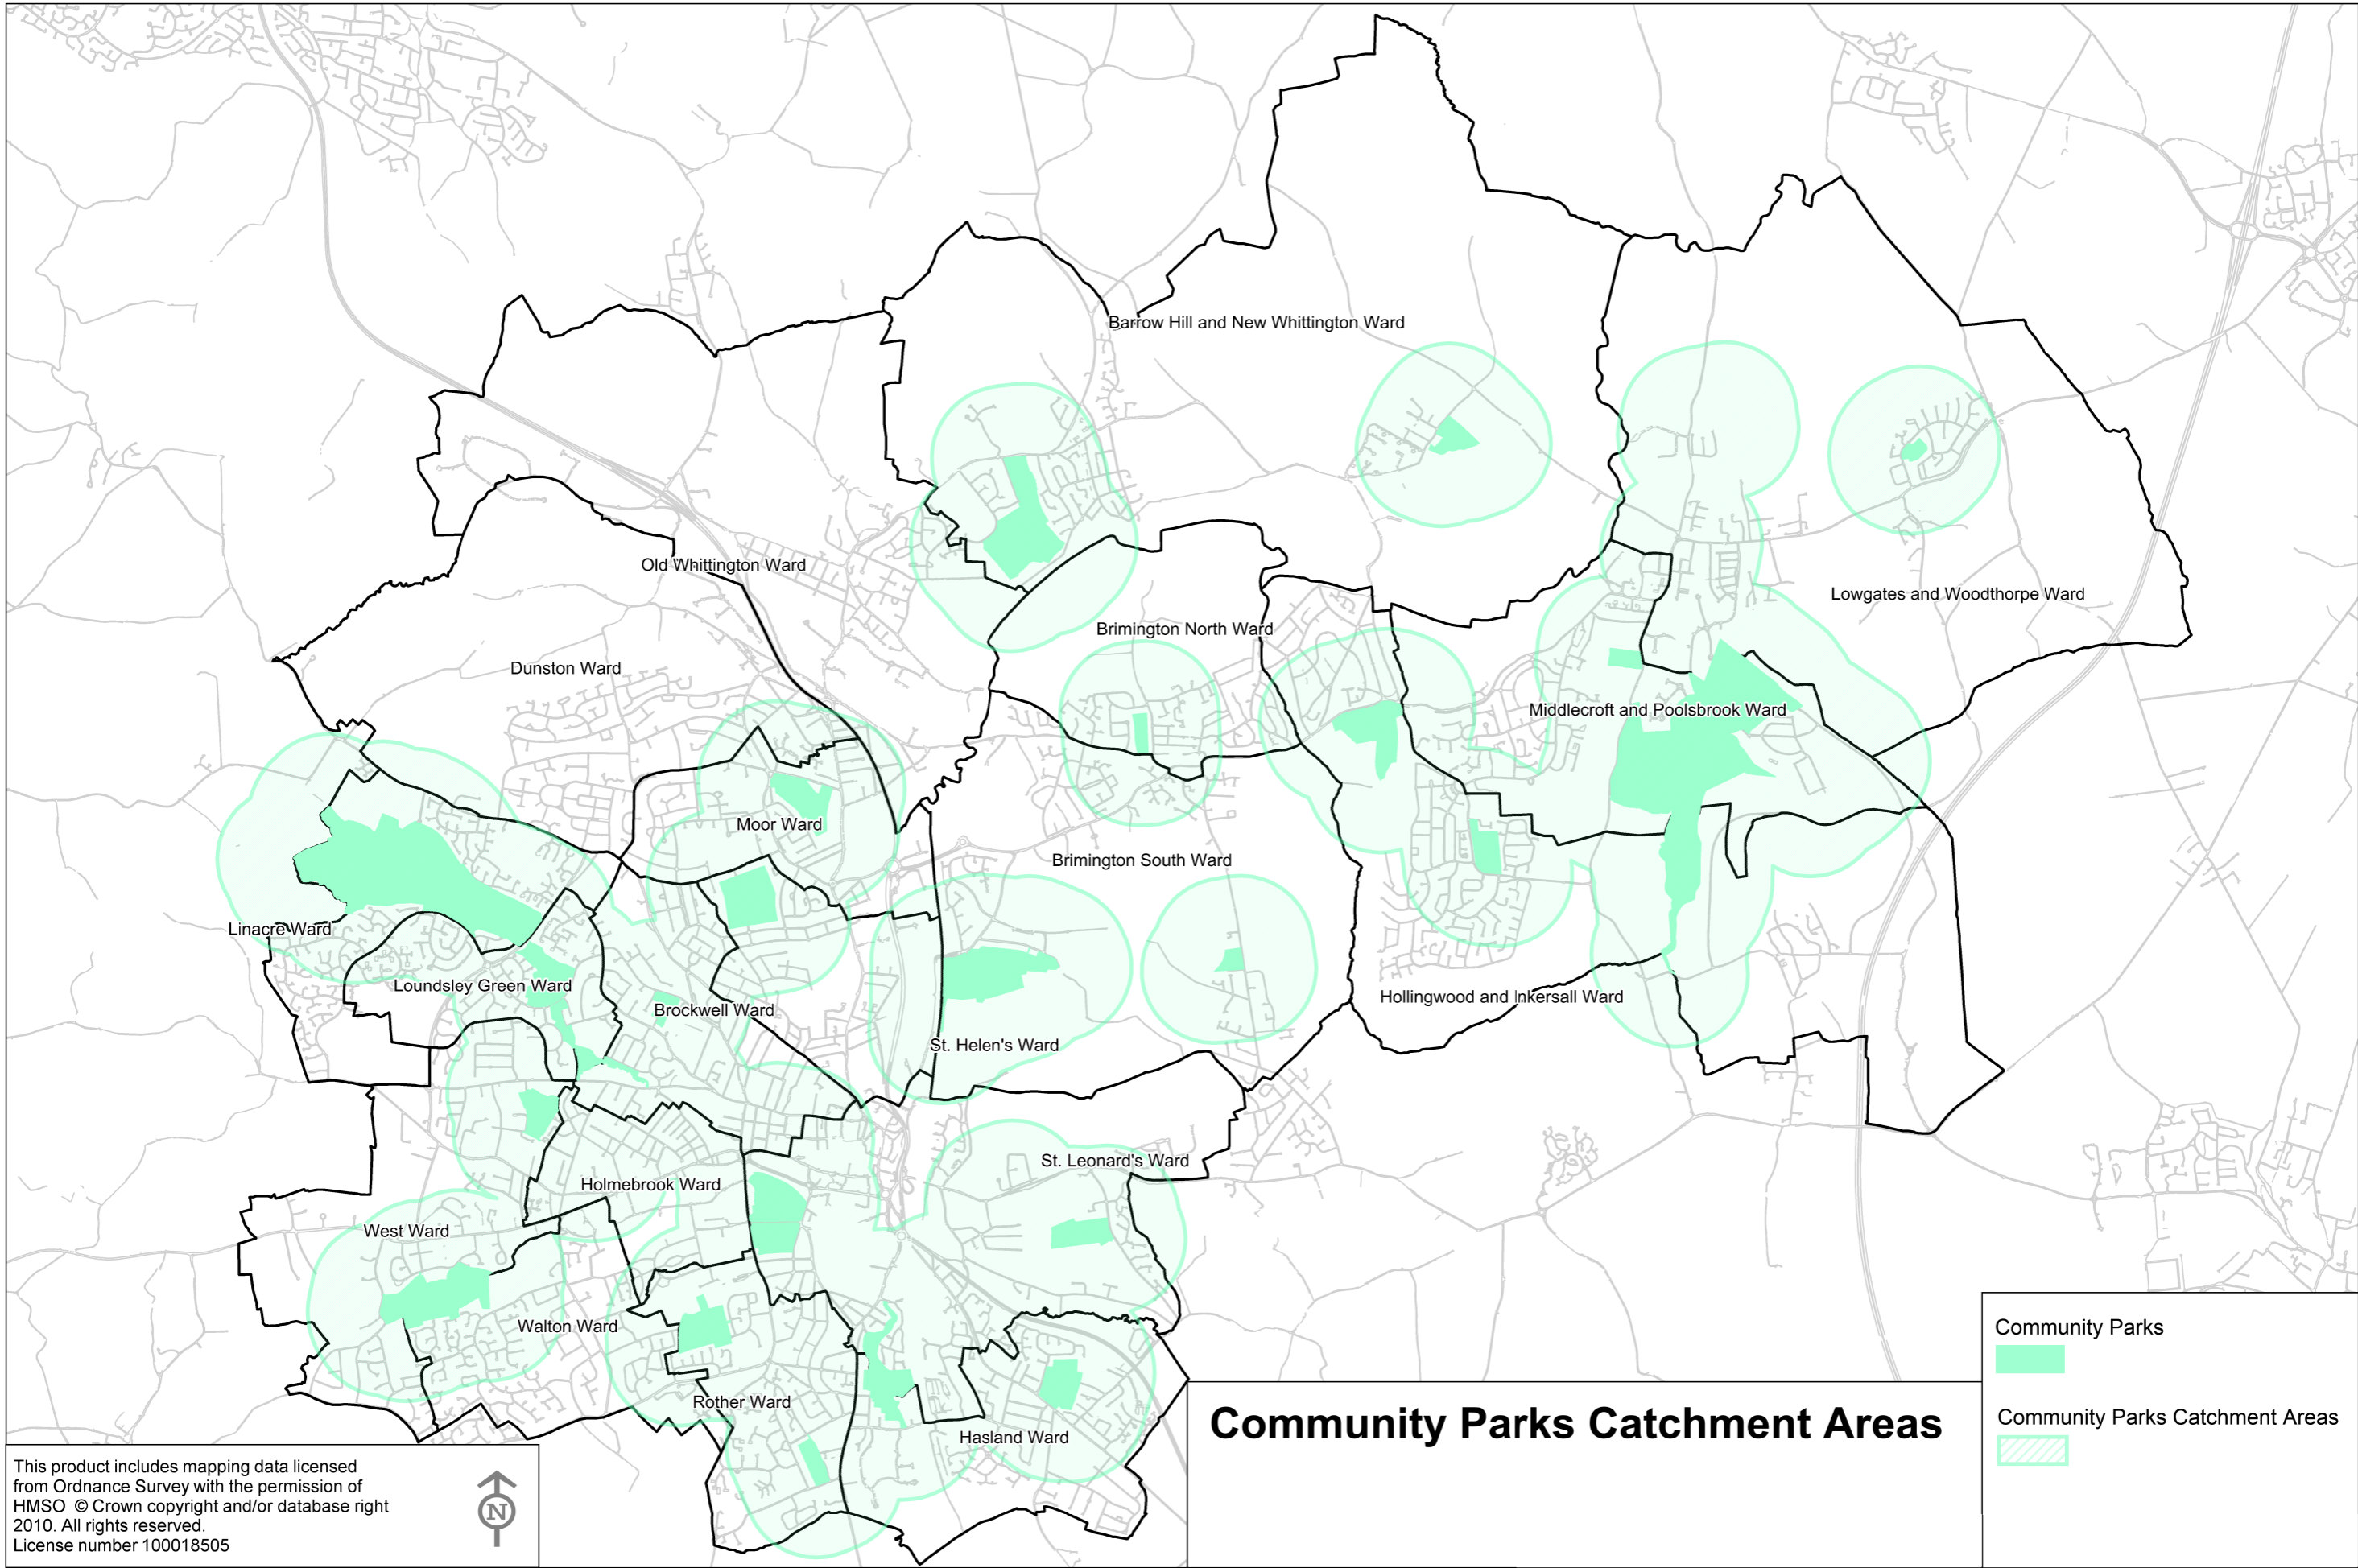 Barrow Hill and New Whittington Ward
Old Whittington Ward
Lowgates and Woodthorpe Ward
Brimington North Ward
Dunston Ward
Middlecroft and Poolsbrook Ward
Moor Ward
Brimington South Ward
Linacre Ward
Loundsley Green Ward
Hollingwood and Inkersall Ward
Brockwell Ward
St. Helen's Ward
St. Leonard's Ward
Holmebrook Ward
West Ward
Walton Ward
Rother Ward
Hasland Ward
Community Parks
Community Parks Catchment Areas
Community Parks Catchment Areas
This product includes mapping data licensed
from Ordnance Survey with the permission of
HMSO © Crown copyright and/or database right
2010. All rights reserved.
License number 100018505
N